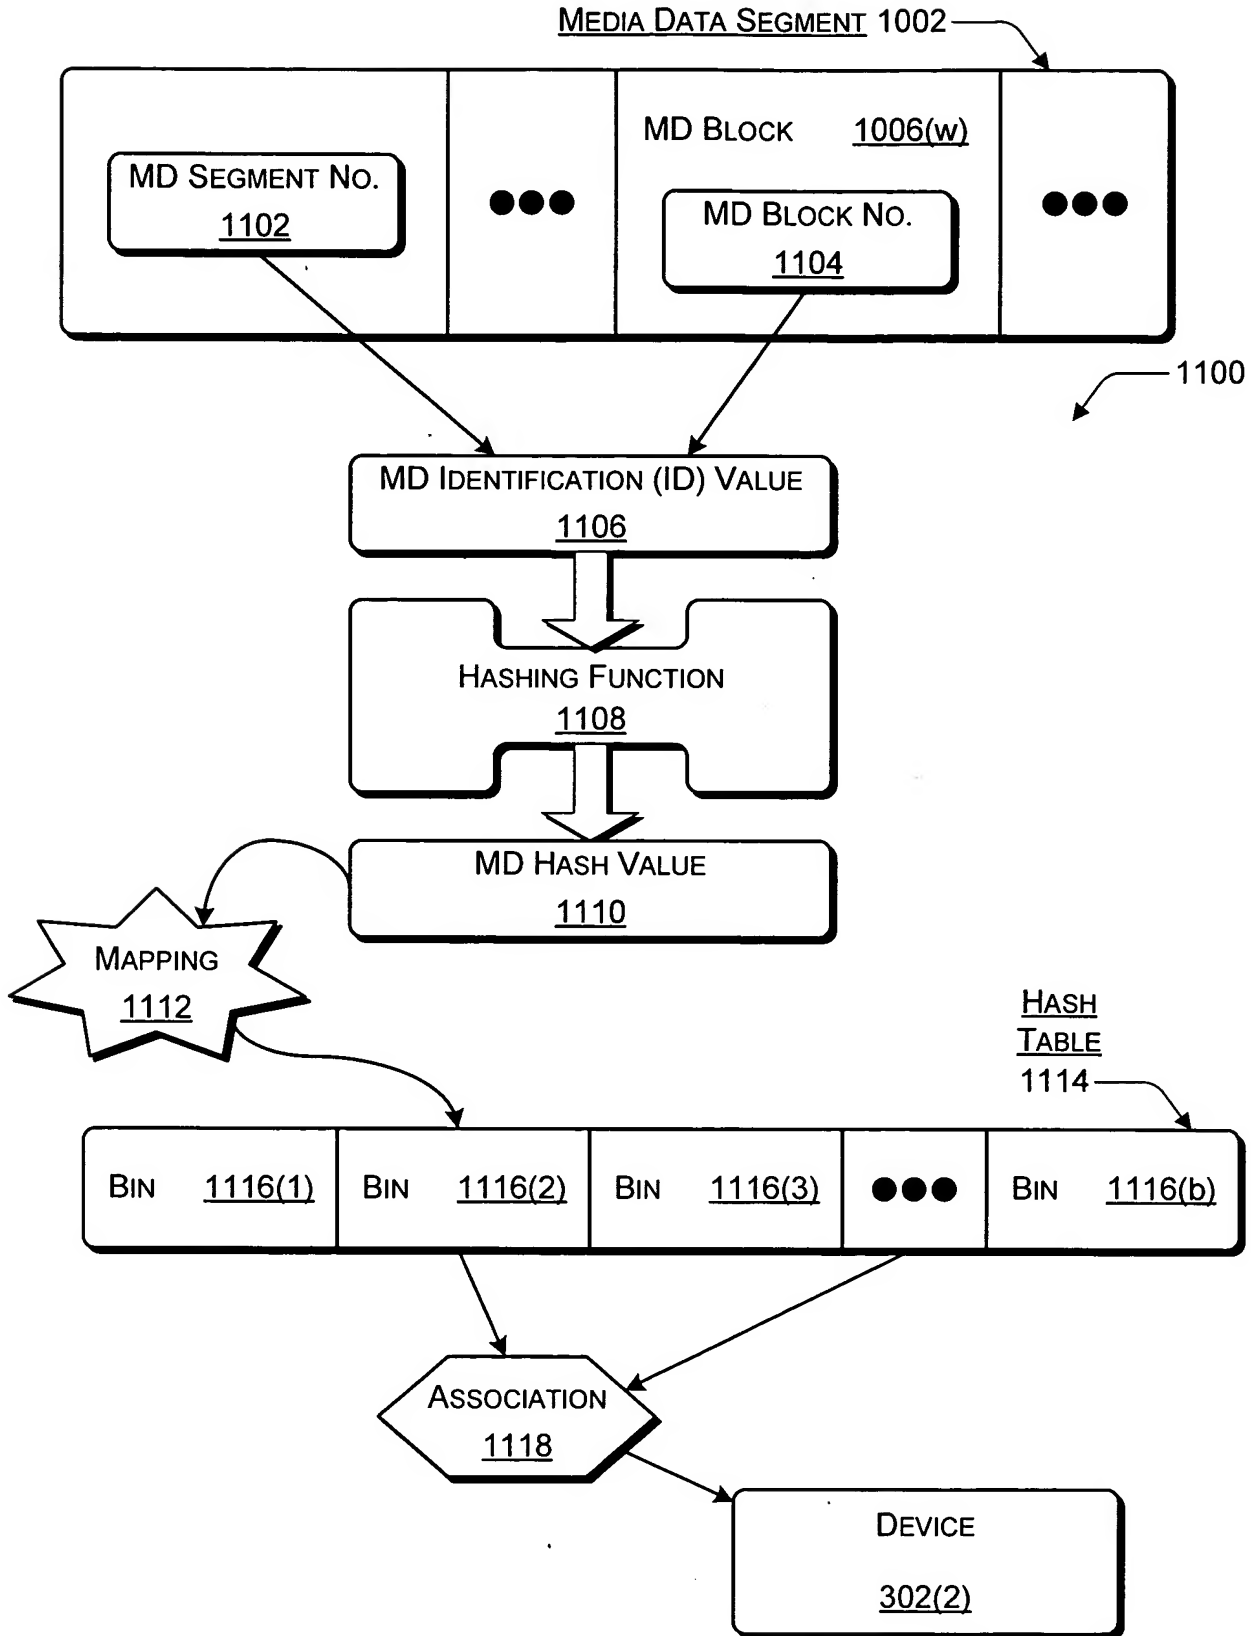 MEDIA DATA SEGMENT 1002
MD BLOCK 1006(w)
MD SEGMENT NO.
1102
MD BLOCK NO.
1104
1100
MD IDENTIFICATION (ID) VALUE
1106
HASHING FUNCTION
1108
MD HASH VALUE
1110
MAPPING
1112
HASH
TABLE
1114
BIN 1116(1) BIN 1116(2) BIN 1116(3) BIN 1116(b)
ASSOCIATION
1118
DEVICE
302(2)